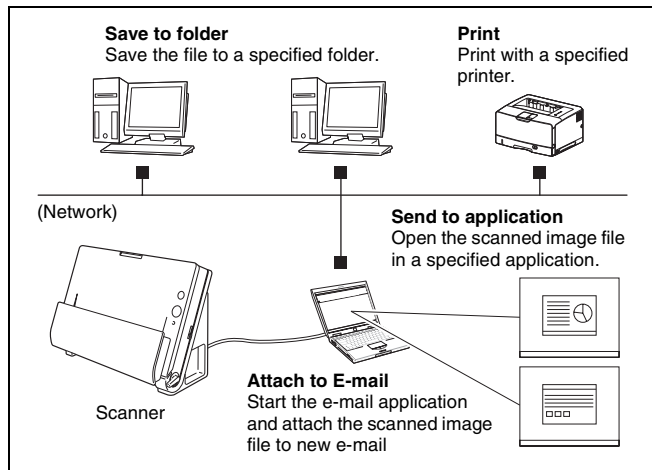 Save to folder
Save the file to a specified folder.
Print
Print with a specified
printer.
(Network)
Send to application
Open the scanned image file
in a specified application.
Scanner
Attach to E-mail
Start the e-mail application
and attach the scanned image
file to new e-mail